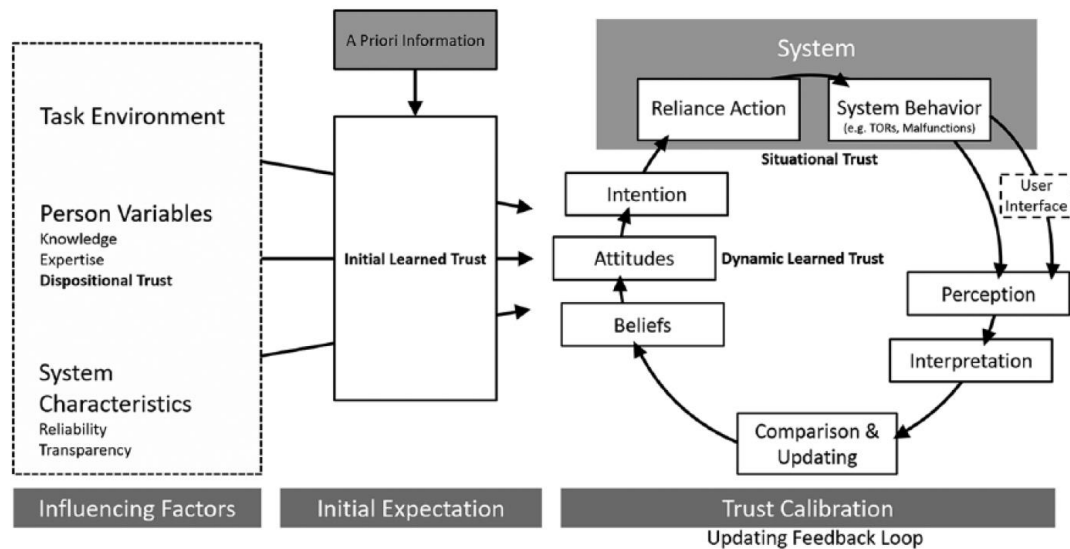 Task Environment
Person Variables
Knowledge
Expertise
Dispositional Trust
System
Characteristics
Reliability
Transparency
Influencing Factors
A Priori Information
Initial Learned Trust
Initial Expectation
System
Reliance Action
System Behavior
(e.g. TORs, Malfunctions)
Situational Trust
User
Interface
Intention
Attitudes
Dynamic Learned Trust
Beliefs
Perception
Interpretation
Comparison &
Updating
Trust Calibration
Updating Feedback Loop